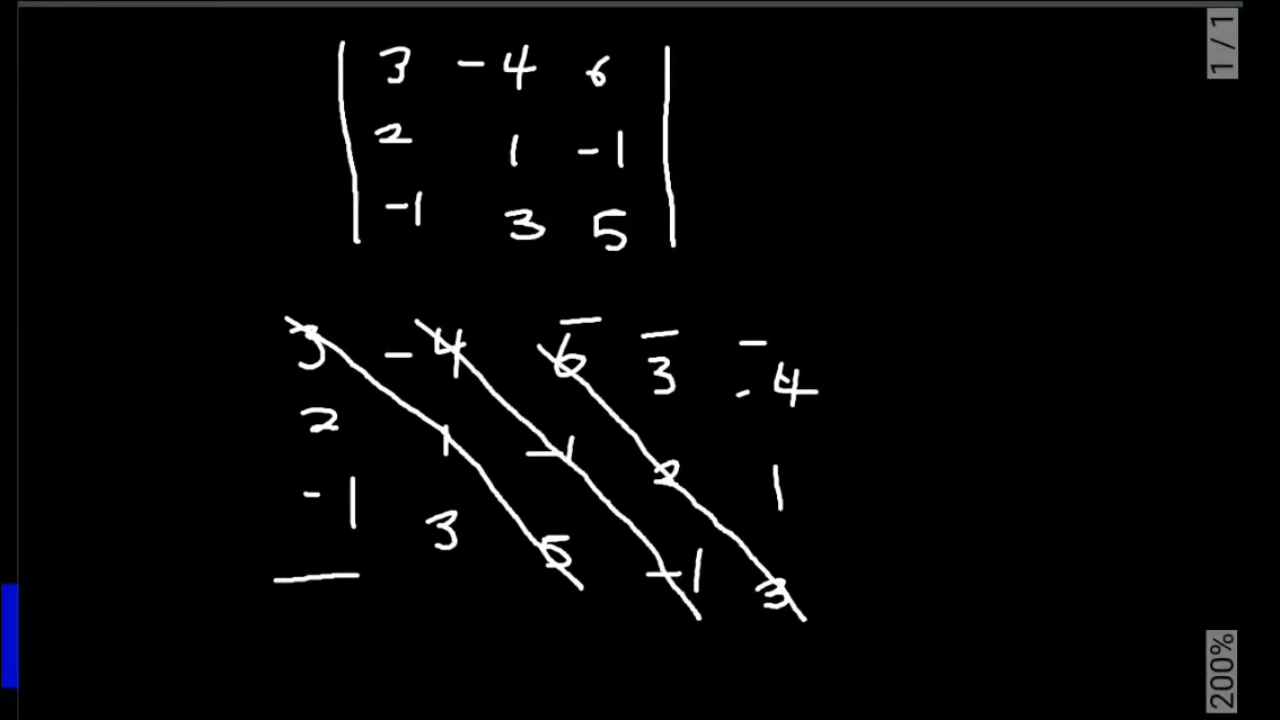 3 -4 6
2 1 -1
-1 3 5
3 -4 6 3 -4
2 1 -1 2 1
-1 3 5 -1 3
1 / 1
200%